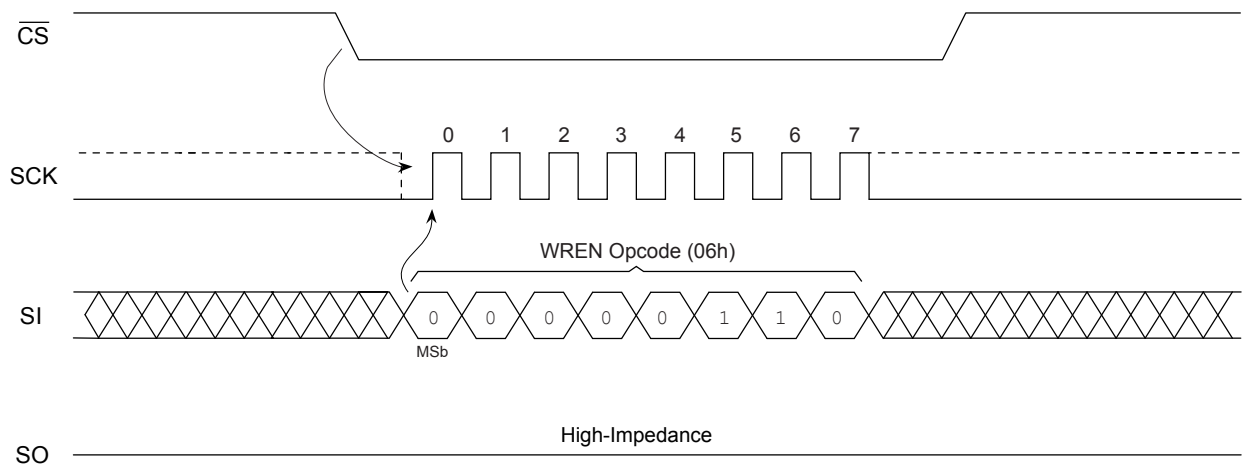 CS
0 1 2 3 4 5 6 7
SCK
WREN Opcode (06h)
SI
0 0 0 0 0 1 1 0
MSb
High-Impedance
SO